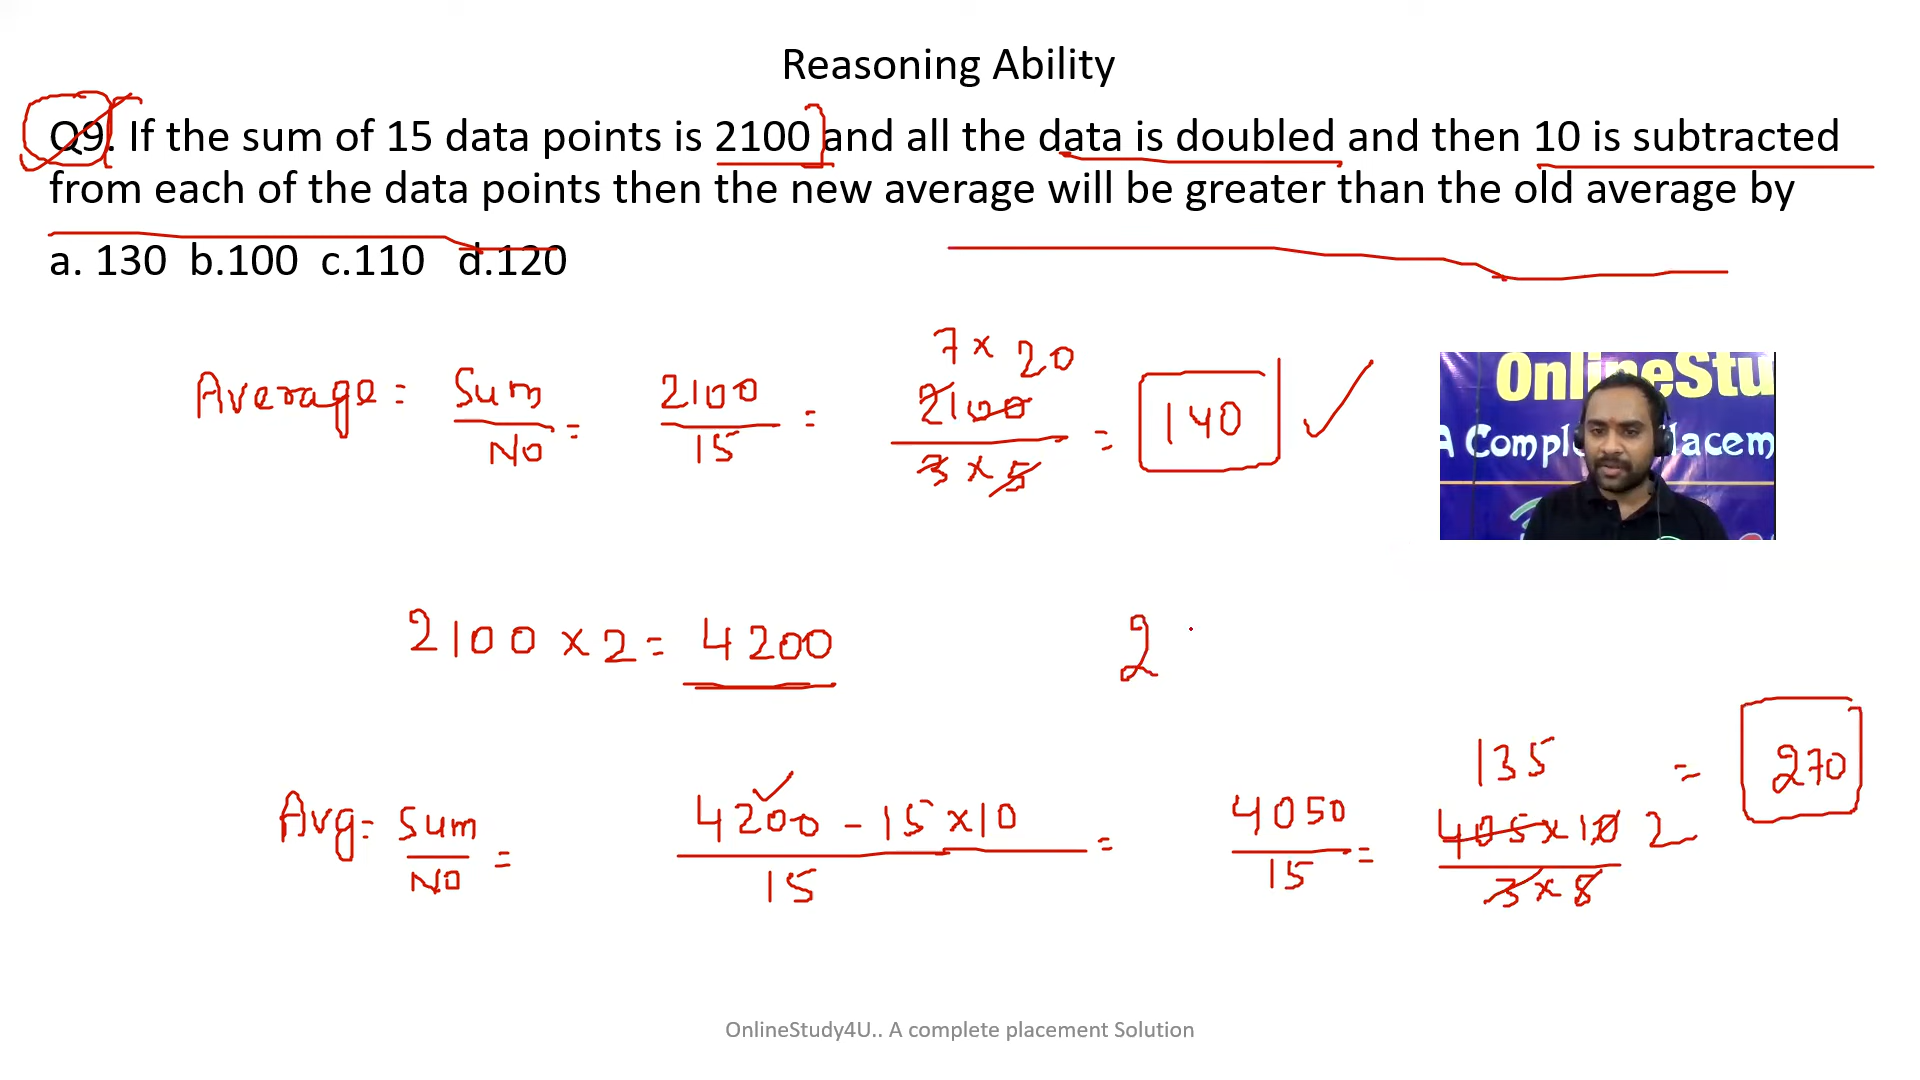 Reasoning Ability
Q9. If the sum of 15 data points is 2100 and all the data is doubled and then 10 is subtracted
from each of the data points then the new average will be greater than the old average by
a. 130 b.100 c.110 d.120
7 × 20
Average = Sum/No = 2100/15 = 2100/3 × 5 = 140 ✓
OnlineStu
A Compl lacem
2100 × 2 = 4200
2
135 = 270
Avg = Sum/No = 4200 - 15 × 10/15 = 4050/15 = 405 × 10/3 × 5 2
OnlineStudy4U.. A complete placement Solution